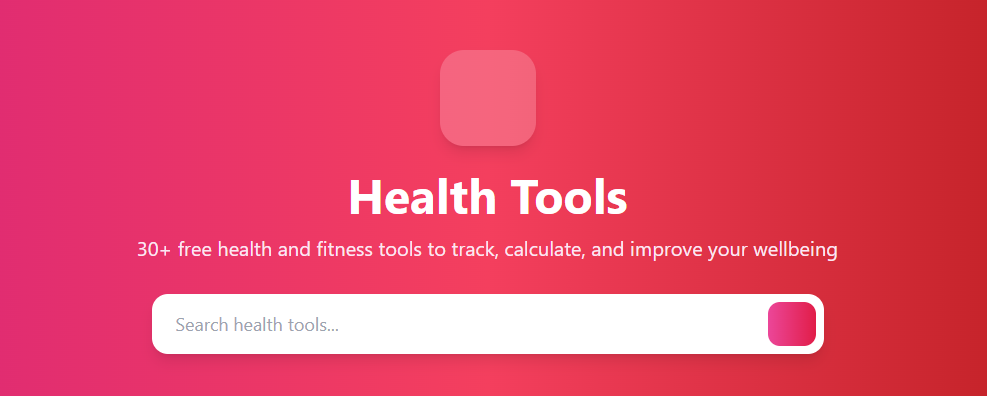 Health Tools
30+ free health and fitness tools to track, calculate, and improve your wellbeing
Search health tools...